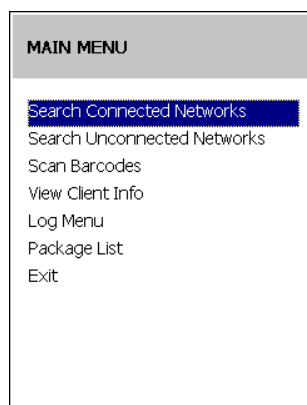 MAIN MENU
Search Connected Networks
Search Unconnected Networks
Scan Barcodes
View Client Info
Log Menu
Package List
Exit